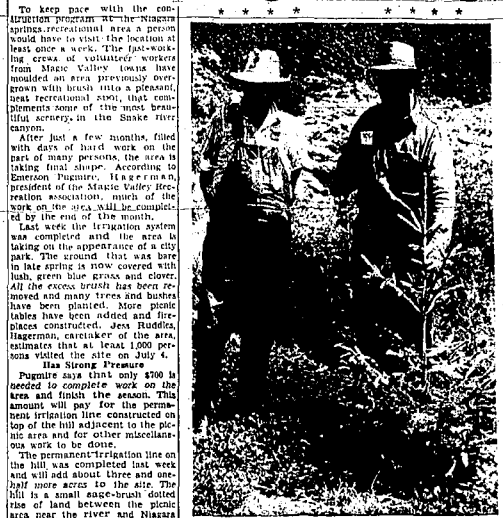 To keep pace with the con-
struction program at the Niagara
springs recreational area a person
would have to visit the location at
least once a week. The fast-work-
ing crews of volunteer workers
from Magic Valley towns have
moulded an area previously over-
grown with brush into a pleasant,
neat recreational spot, that com-
plements some of the most beau-
tiful scenery in the Snake river
canyon.
After just a few months, filled
with days of hard work on the
part of many persons, the area is
taking final shape. According to
Emerson Pugmire, Hagerman,
president of the Magic Valley Rec-
reation association, much of the
work on the area will be complet-
ed by the end of the month.
Last week the irrigation system
was completed and the area is
taking on the appearance of a city
park. The ground that was bare
in late spring is now covered with
lush, green blue grass and clover.
All the excess brush has been re-
moved and many trees and bushes
have been planted. More picnic
tables have been added and fire-
places constructed. Jess Ruddles,
Hagerman, caretaker of the area,
estimates that at least 1,000 per-
sons visited the site on July 4.
Has Strong Pressure
Pugmire says that only $700 is
needed to complete work on the
area and finish the season. This
amount will pay for the perma-
nent irrigation line constructed on
top of the hill adjacent to the pic-
nic area and for other miscellane-
ous work to be done.
The permanent irrigation line on
the hill was completed last week
and will add about three and one-
half more acres to the site. The
hill is a small sage-brush dotted
rise of land between the picnic
area near the river and Niagara
* * * * * * * *